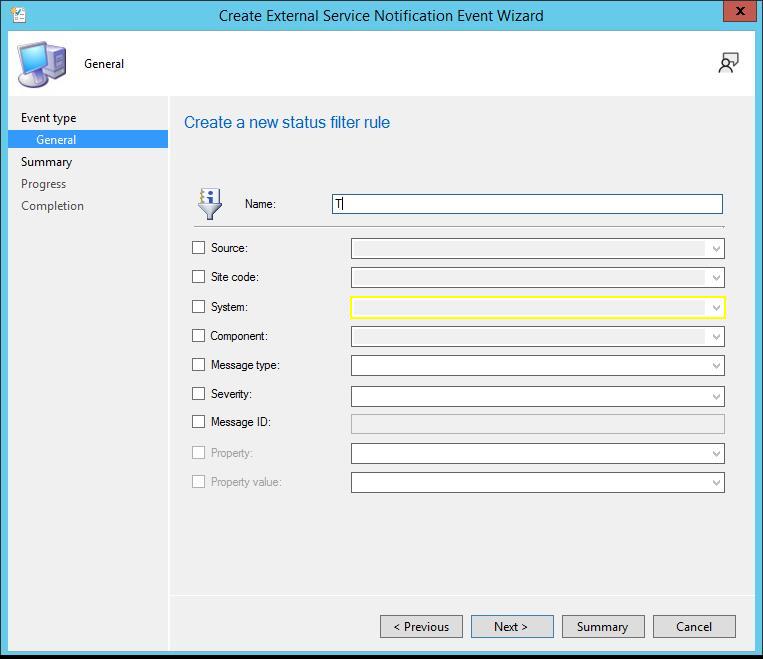 Create External Service Notification Event Wizard
X
General
Event type
General
Summary
Progress
Completion
Create a new status filter rule
Name: T
Source:
Site code:
System:
Component:
Message type:
Severity:
Message ID:
Property:
Property value:
< Previous Next > Summary Cancel